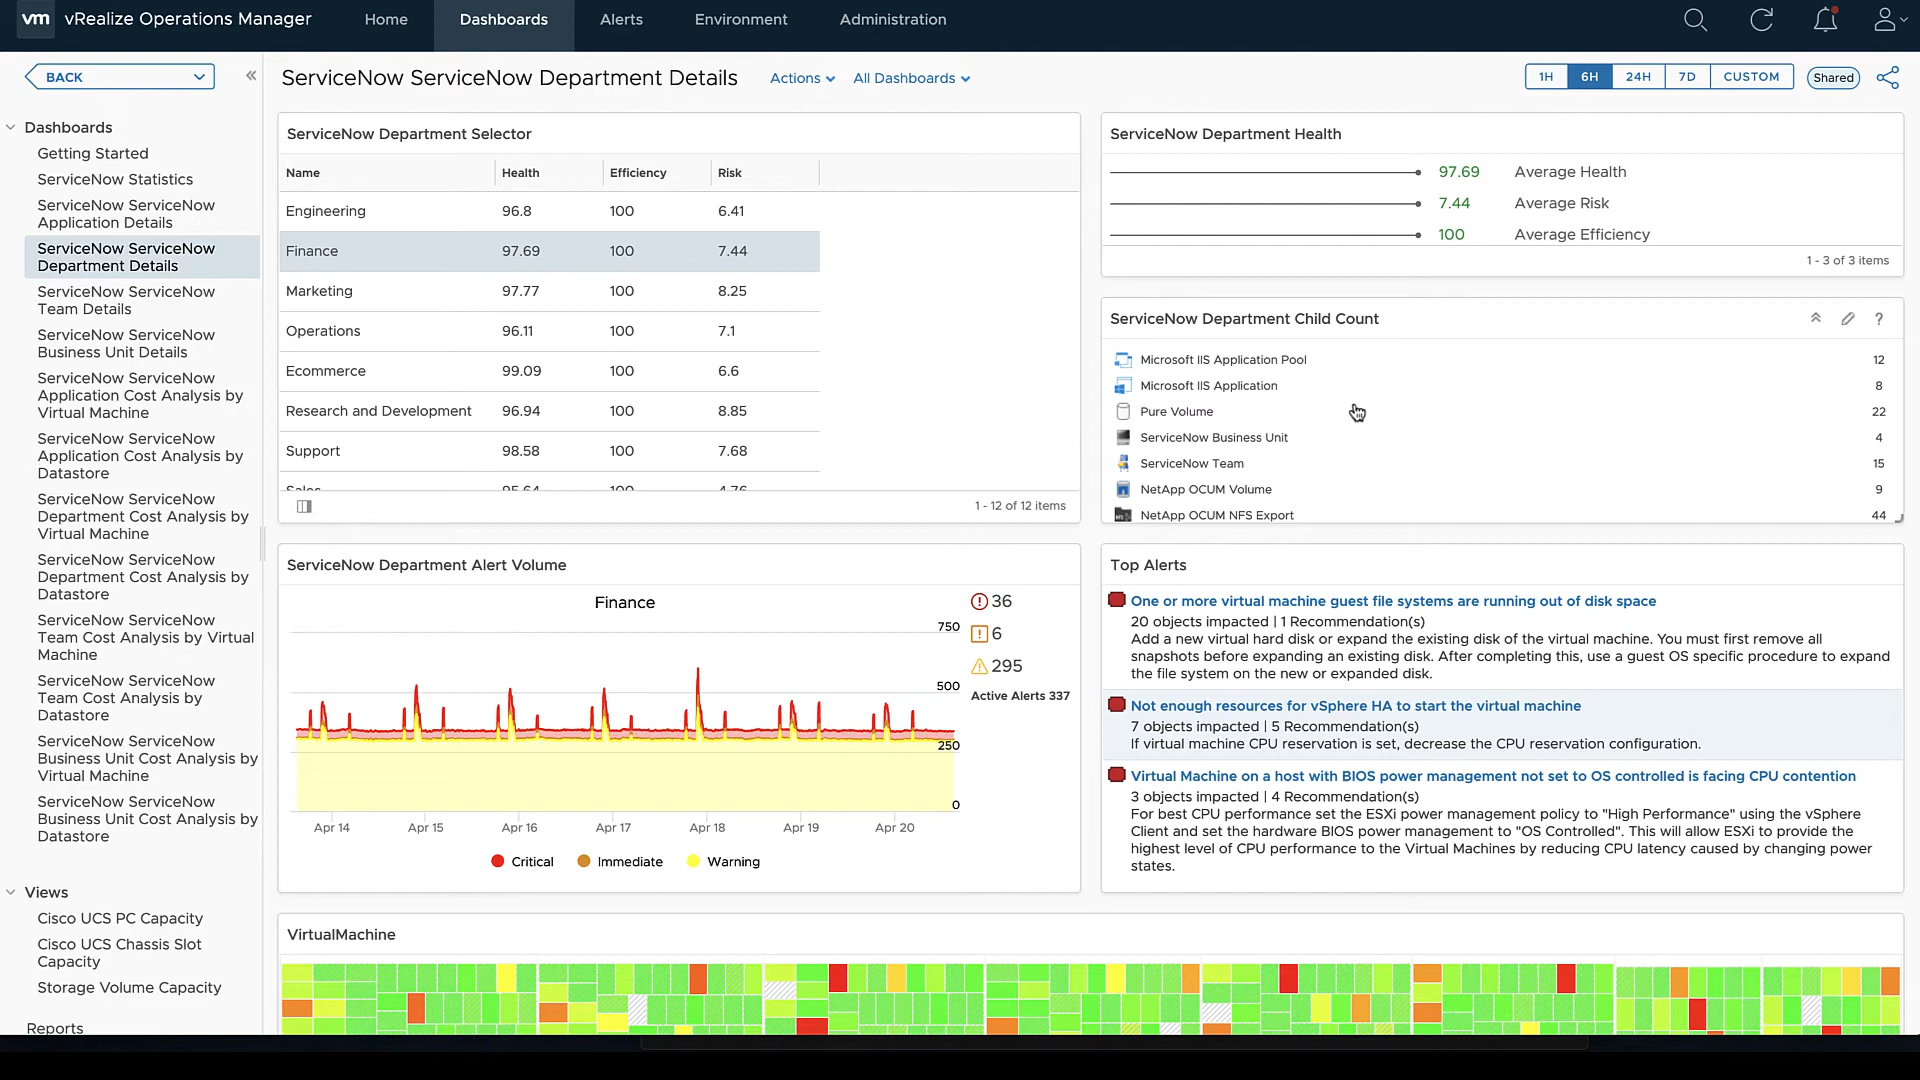 vm vRealize Operations Manager Home Dashboards Alerts Environment Administration
BACK
ServiceNow ServiceNow Department Details Actions All Dashboards 1H 6H 24H 7D CUSTOM Shared
Dashboards
Getting Started
ServiceNow Statistics
ServiceNow ServiceNow
Application Details
ServiceNow ServiceNow
Department Details
ServiceNow ServiceNow
Team Details
ServiceNow ServiceNow
Business Unit Details
ServiceNow ServiceNow
Application Cost Analysis by
Virtual Machine
ServiceNow ServiceNow
Application Cost Analysis by
Datastore
ServiceNow ServiceNow
Department Cost Analysis by
Virtual Machine
ServiceNow ServiceNow
Department Cost Analysis by
Datastore
ServiceNow ServiceNow
Team Cost Analysis by Virtual
Machine
ServiceNow ServiceNow
Team Cost Analysis by
Datastore
ServiceNow ServiceNow
Business Unit Cost Analysis by
Virtual Machine
ServiceNow ServiceNow
Business Unit Cost Analysis by
Datastore
Views
Cisco UCS PC Capacity
Cisco UCS Chassis Slot
Capacity
Storage Volume Capacity
Reports
ServiceNow Department Selector
Name Health Efficiency Risk
Engineering 96.8 100 6.41
Finance 97.69 100 7.44
Marketing 97.77 100 8.25
Operations 96.11 100 7.1
Ecommerce 99.09 100 6.6
Research and Development 96.94 100 8.85
Support 98.58 100 7.68
Sales 95.64 100 4.76
1 - 12 of 12 items
ServiceNow Department Health
97.69 Average Health
7.44 Average Risk
100 Average Efficiency
1 - 3 of 3 items
ServiceNow Department Child Count ?
Microsoft IIS Application Pool 12
Microsoft IIS Application 8
Pure Volume 22
ServiceNow Business Unit 4
ServiceNow Team 15
NetApp OCUM Volume 9
NetApp OCUM NFS Export 44
ServiceNow Department Alert Volume
Finance
750
500
250
0
36
6
295
Active Alerts 337
Apr 14 Apr 15 Apr 16 Apr 17 Apr 18 Apr 19 Apr 20
Critical Immediate Warning
Top Alerts
One or more virtual machine guest file systems are running out of disk space
20 objects impacted | 1 Recommendation(s)
Add a new virtual hard disk or expand the existing disk of the virtual machine. You must first remove all
snapshots before expanding an existing disk. After completing this, use a guest OS specific procedure to expand
the file system on the new or expanded disk.
Not enough resources for vSphere HA to start the virtual machine
7 objects impacted | 5 Recommendation(s)
If virtual machine CPU reservation is set, decrease the CPU reservation configuration.
Virtual Machine on a host with BIOS power management not set to OS controlled is facing CPU contention
3 objects impacted | 4 Recommendation(s)
For best CPU performance set the ESXi power management policy to "High Performance" using the vSphere
Client and set the hardware BIOS power management to "OS Controlled". This will allow ESXi to provide the
highest level of CPU performance to the Virtual Machines by reducing CPU latency caused by changing power
states.
VirtualMachine